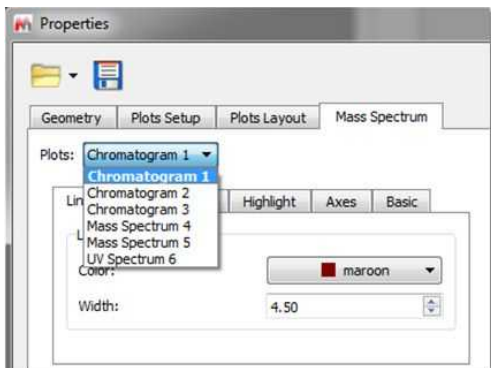 Properties
Geometry Plots Setup Plots Layout Mass Spectrum
Plots: Chromatogram 1
Chromatogram 1
Chromatogram 2
Chromatogram 3
Mass Spectrum 4
Mass Spectrum 5
UV Spectrum 6
Highlight Axes Basic
Color: maroon
Width: 4.50